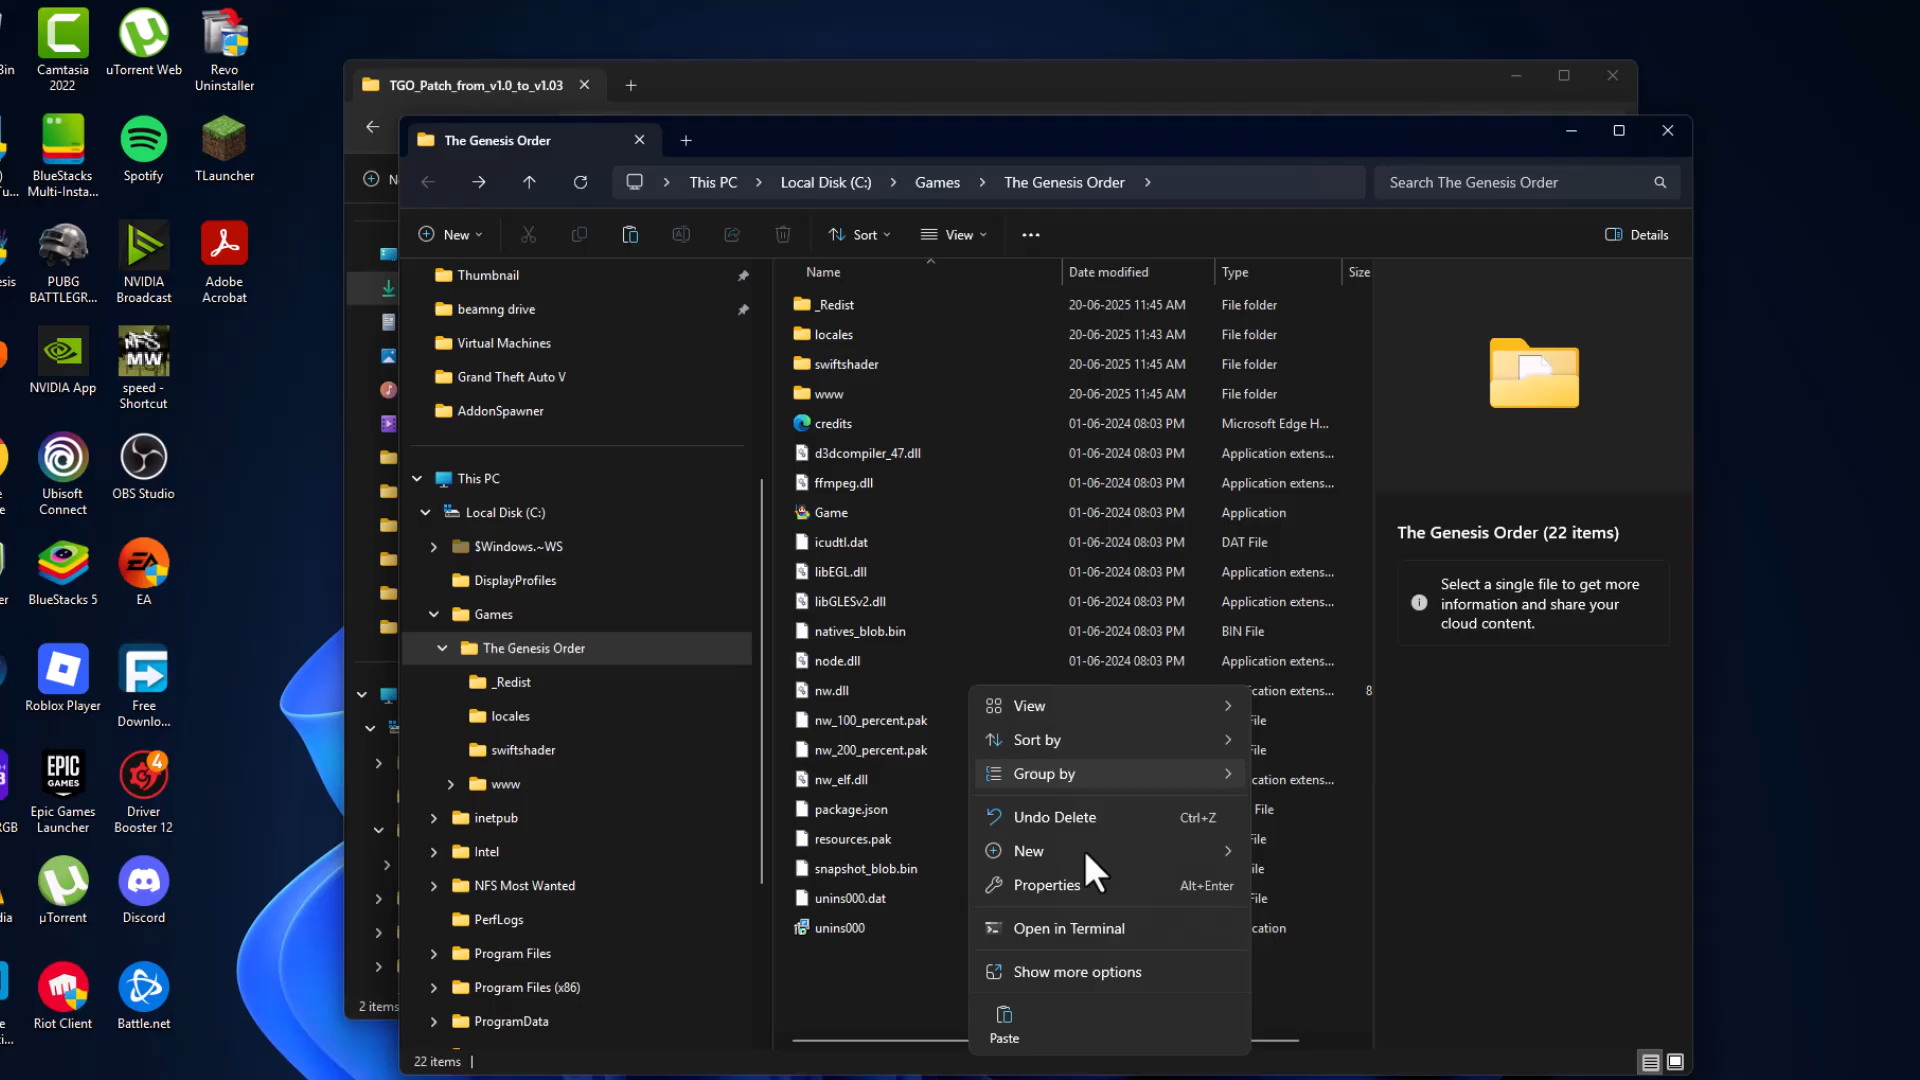 Bin
Camtasia
2022
uTorrent Web
Revo
Uninstaller
BlueStacks
Multi-Insta...
Spotify
TLauncher
PUBG
BATTLEGR...
NVIDIA
Broadcast
Adobe
Acrobat
NVIDIA App
speed -
Shortcut
Ubisoft
Connect
OBS Studio
BlueStacks 5
EA
Roblox Player
Free
Downlo...
Epic Games
Launcher
Driver
Booster 12
µTorrent
Discord
Riot Client
Battle.net
TGO_Patch_from_v1.0_to_v1.03
2 items
The Genesis Order
This PC
Local Disk (C:)
Games
The Genesis Order
Search The Genesis Order
New
Sort
View
Details
Thumbnail
beamng drive
Virtual Machines
Grand Theft Auto V
AddonSpawner
This PC
Local Disk (C:)
$Windows.~WS
DisplayProfiles
Games
The Genesis Order
_Redist
locales
swiftshader
www
inetpub
Intel
NFS Most Wanted
PerfLogs
Program Files
Program Files (x86)
ProgramData
22 items
Name Date modified Type Size
_Redist 20-06-2025 11:45 AM File folder
locales 20-06-2025 11:43 AM File folder
swiftshader 20-06-2025 11:45 AM File folder
www 20-06-2025 11:45 AM File folder
credits 01-06-2024 08:03 PM Microsoft Edge H...
d3dcompiler_47.dll 01-06-2024 08:03 PM Application extens...
ffmpeg.dll 01-06-2024 08:03 PM Application extens...
Game 01-06-2024 08:03 PM Application
icudtl.dat 01-06-2024 08:03 PM DAT File
libEGL.dll 01-06-2024 08:03 PM Application extens...
libGLESv2.dll 01-06-2024 08:03 PM Application extens...
natives_blob.bin 01-06-2024 08:03 PM BIN File
node.dll 01-06-2024 08:03 PM Application extens...
nw.dll
nw_100_percent.pak
nw_200_percent.pak
nw_elf.dll
package.json
resources.pak
snapshot_blob.bin
unins000.dat
unins000
View
Sort by
Group by
Undo Delete Ctrl+Z
New
Properties Alt+Enter
Open in Terminal
Show more options
Paste
The Genesis Order (22 items)
Select a single file to get more
information and share your
cloud content.